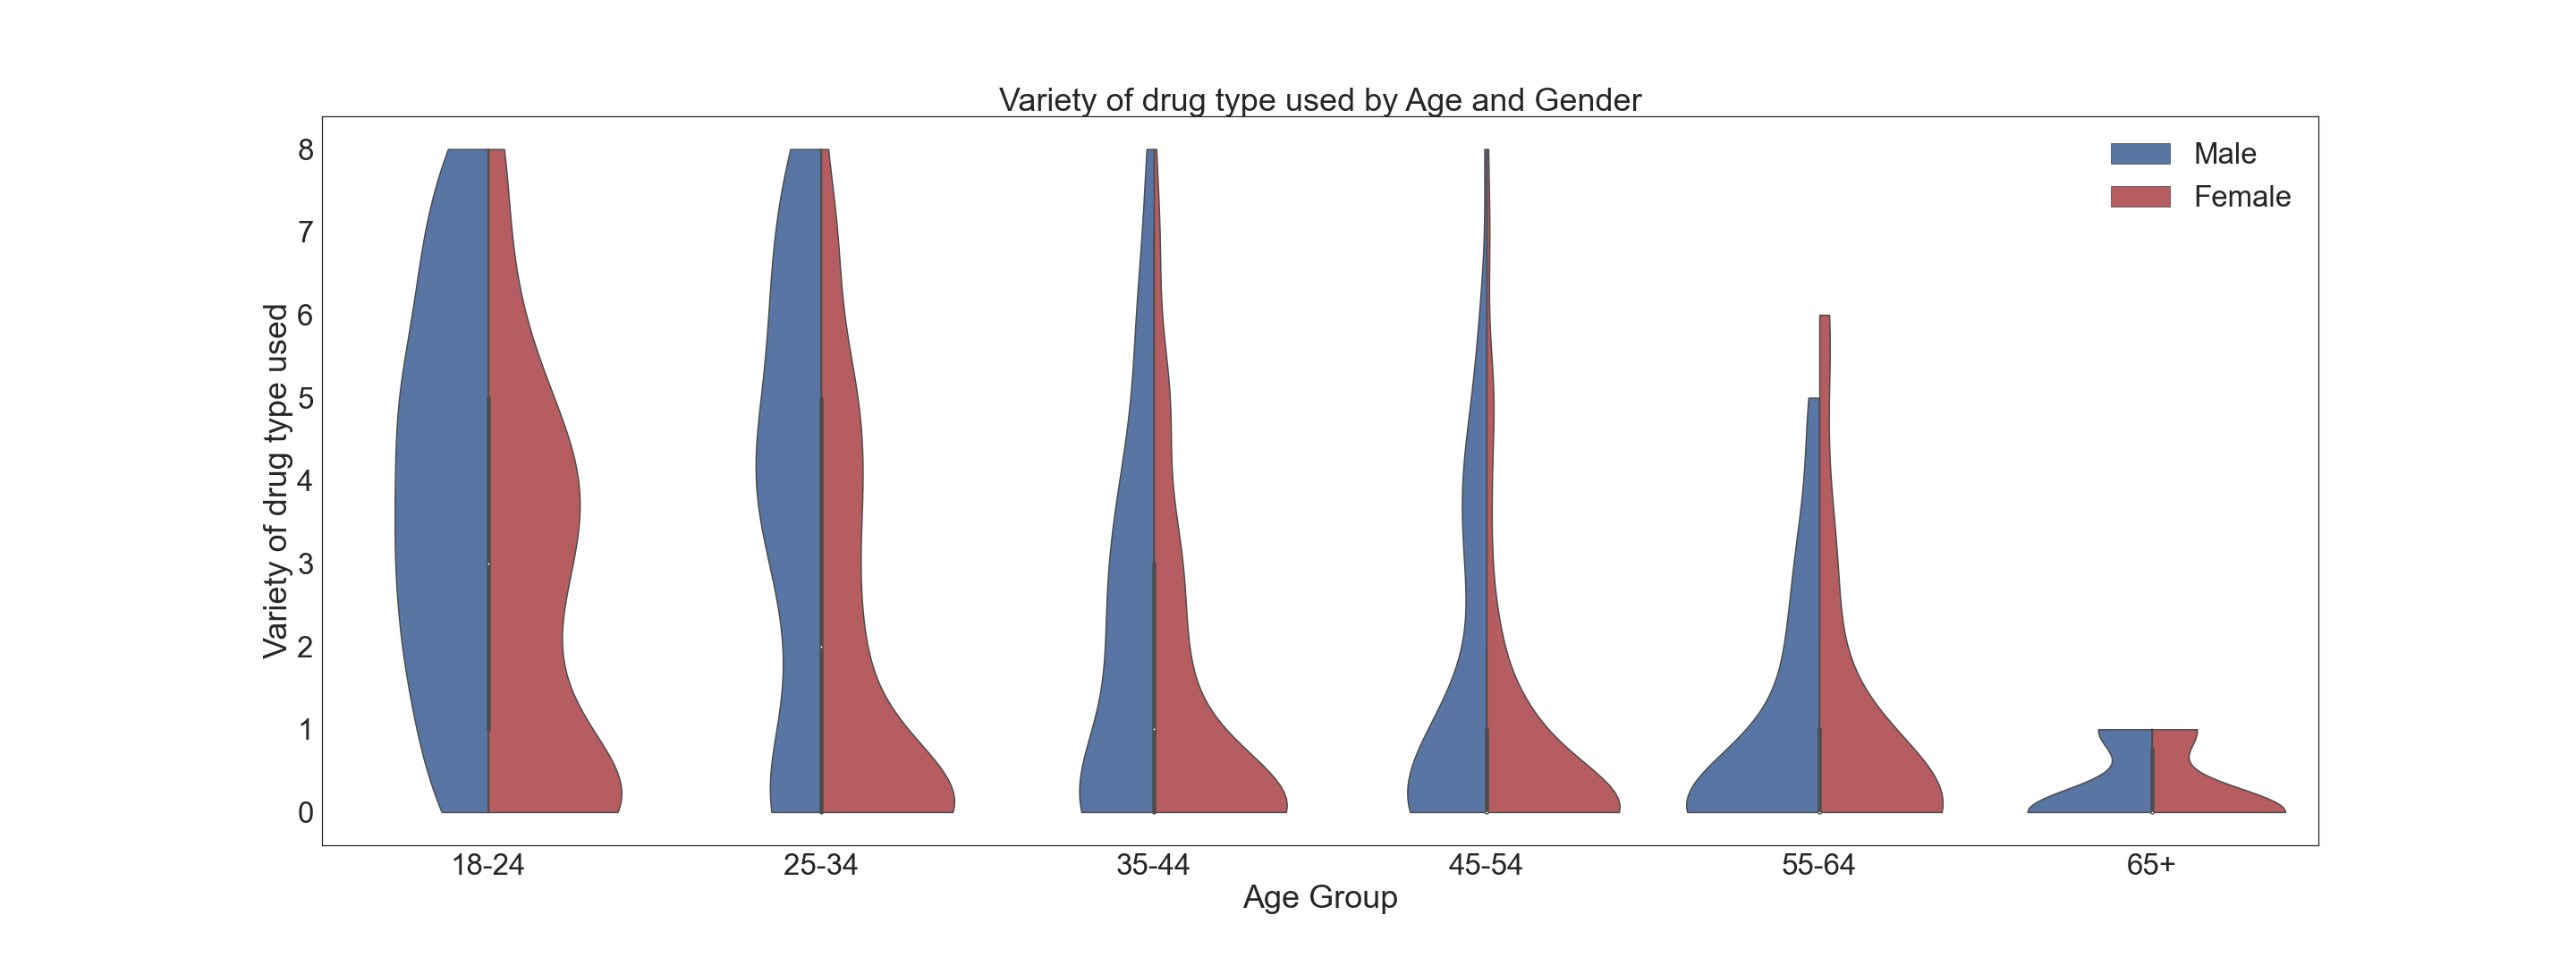 Variety of drug type used by Age and Gender
Male
Female
Variety of drug type used
8
7
6
5
4
3
2
1
0
18-24 25-34 35-44 45-54 55-64 65+
Age Group